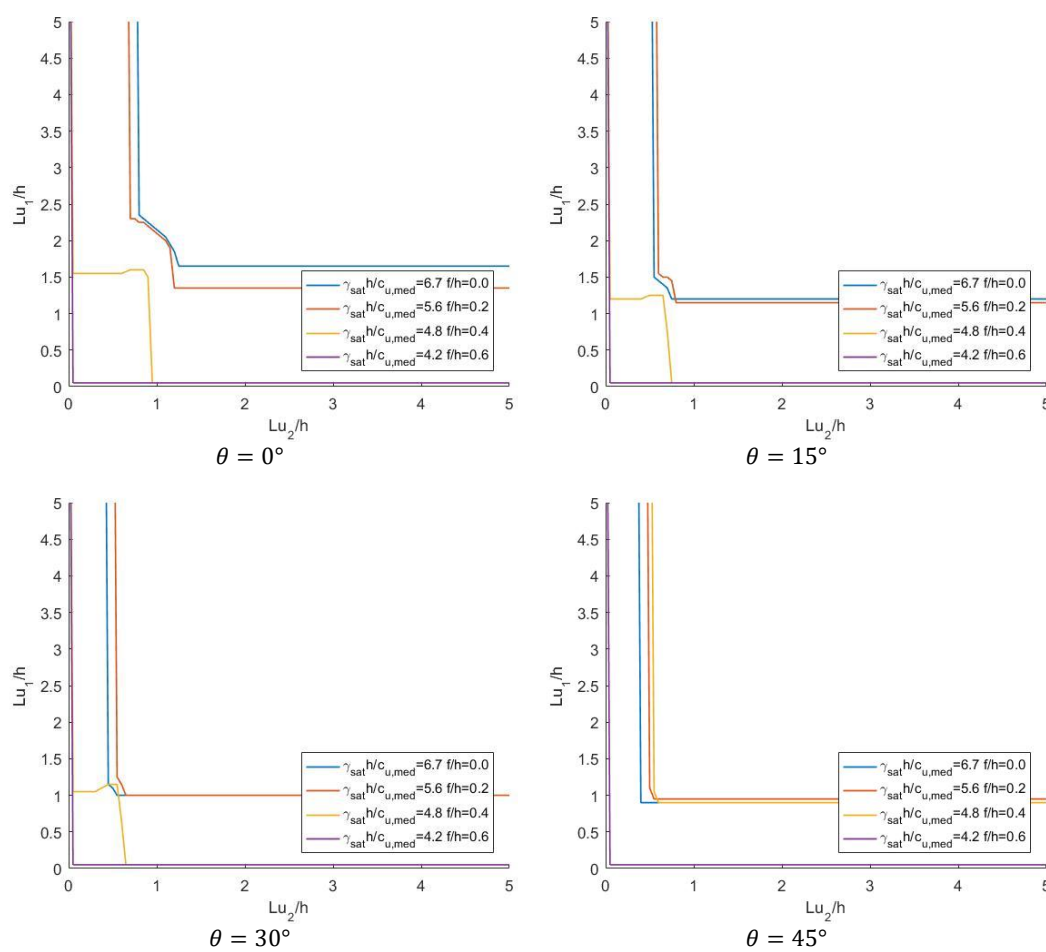 5
4.5
4
3.5
3
2.5
2
1.5
1
0.5
0
Lu₁/h
γsath/cu,med=6.7 f/h=0.0
γsath/cu,med=5.6 f/h=0.2
γsath/cu,med=4.8 f/h=0.4
γsath/cu,med=4.2 f/h=0.6
0 1 2 3 4 5
Lu₂/h
θ = 0°
5
4.5
4
3.5
3
2.5
2
1.5
1
0.5
0
Lu₁/h
γsath/cu,med=6.7 f/h=0.0
γsath/cu,med=5.6 f/h=0.2
γsath/cu,med=4.8 f/h=0.4
γsath/cu,med=4.2 f/h=0.6
0 1 2 3 4 5
Lu₂/h
θ = 15°
5
4.5
4
3.5
3
2.5
2
1.5
1
0.5
0
Lu₁/h
γsath/cu,med=6.7 f/h=0.0
γsath/cu,med=5.6 f/h=0.2
γsath/cu,med=4.8 f/h=0.4
γsath/cu,med=4.2 f/h=0.6
0 1 2 3 4 5
Lu₂/h
θ = 30°
5
4.5
4
3.5
3
2.5
2
1.5
1
0.5
0
Lu₁/h
γsath/cu,med=6.7 f/h=0.0
γsath/cu,med=5.6 f/h=0.2
γsath/cu,med=4.8 f/h=0.4
γsath/cu,med=4.2 f/h=0.6
0 1 2 3 4 5
Lu₂/h
θ = 45°